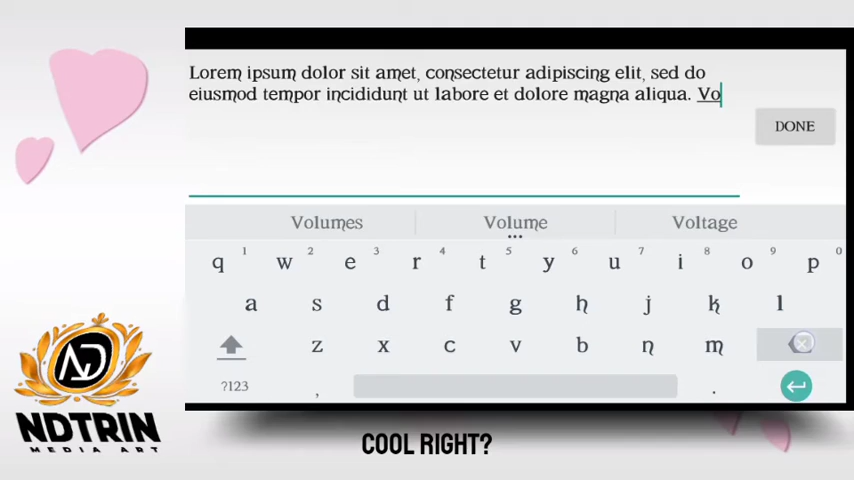 Lorem ipsum dolor sit amet, consectetur adipiscing elit, sed do
eiusmod tempor incididunt ut labore et dolore magna aliqua. Vo
DONE
Volumes Volume Voltage
1 2 3 4 5 6 7 8 9 0
q w e r t y u i o p
a s d f g h j k l
z x c v b n m
?123 , .
ND
NDTRIN
MEDIA ART
COOL RIGHT?